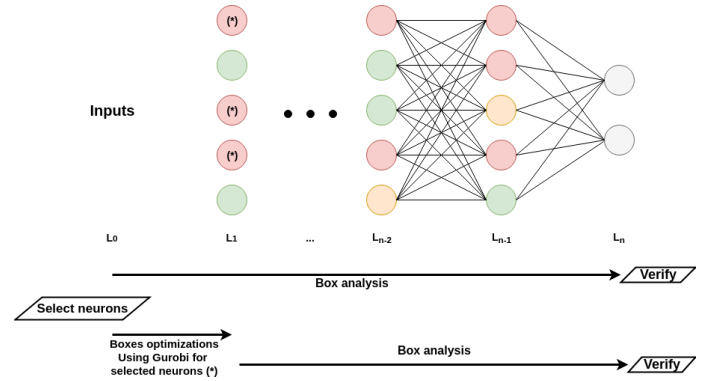 (*)
Inputs
(*)
(*)
L0 L1 ... Ln-2 Ln-1 Ln
Box analysis
Verify
Select neurons
Boxes optimizations
Using Gurobi for
selected neurons (*)
Box analysis
Verify